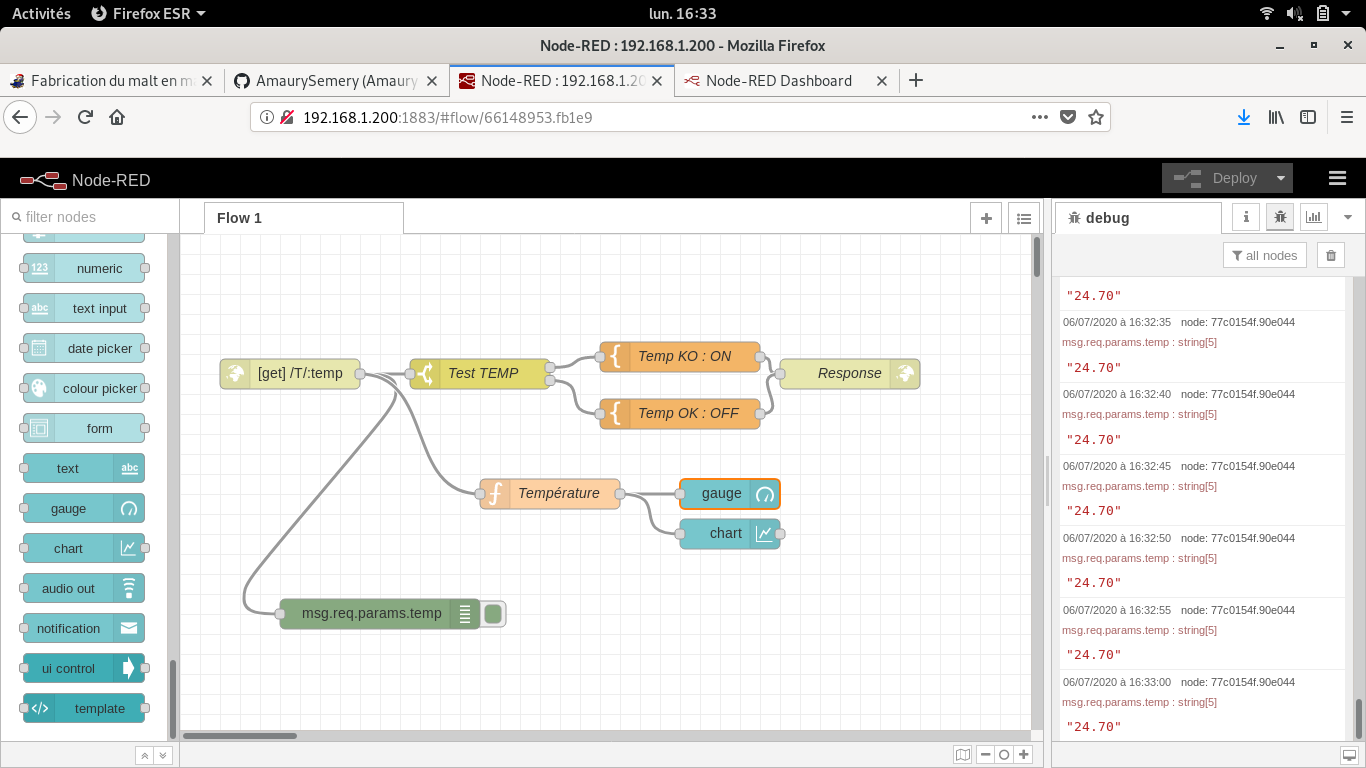 Activités
Firefox ESR
lun. 16:33
Node-RED : 192.168.1.200 - Mozilla Firefox
Fabrication du malt en m
AmaurySemery (Amaury
Node-RED : 192.168.1.20
Node-RED Dashboard
192.168.1.200:1883/#flow/66148953.fb1e9
Node-RED
Deploy
filter nodes
Flow 1
debug
all nodes
123
numeric
abc
text input
date picker
colour picker
form
text
abc
gauge
chart
audio out
notification
ui control
template
[get] /T/:temp
Test TEMP
Temp KO : ON
Temp OK : OFF
Response
Température
gauge
chart
msg.req.params.temp
"24.70"
06/07/2020 à 16:32:35 node: 77c0154f.90e044
msg.req.params.temp : string[5]
"24.70"
06/07/2020 à 16:32:40 node: 77c0154f.90e044
msg.req.params.temp : string[5]
"24.70"
06/07/2020 à 16:32:45 node: 77c0154f.90e044
msg.req.params.temp : string[5]
"24.70"
06/07/2020 à 16:32:50 node: 77c0154f.90e044
msg.req.params.temp : string[5]
"24.70"
06/07/2020 à 16:32:55 node: 77c0154f.90e044
msg.req.params.temp : string[5]
"24.70"
06/07/2020 à 16:33:00 node: 77c0154f.90e044
msg.req.params.temp : string[5]
"24.70"